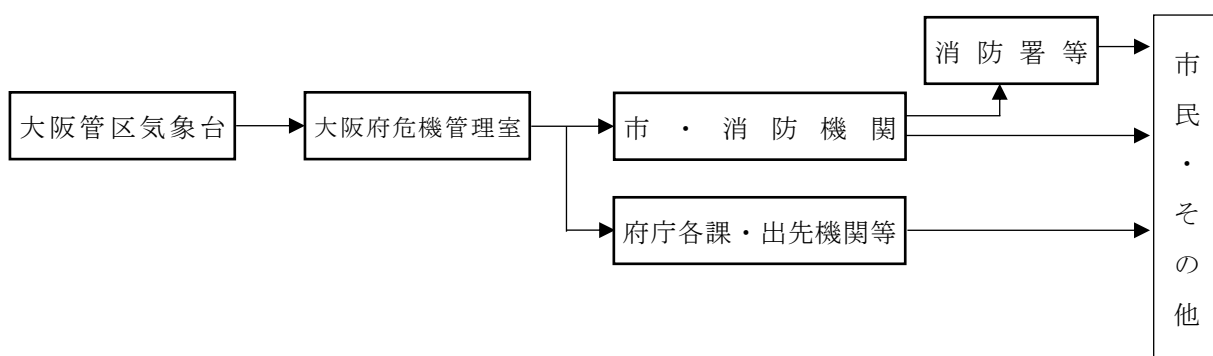 大阪管区気象台
大阪府危機管理室
市・消防機関
消防署等
府庁各課・出先機関等
市民・その他